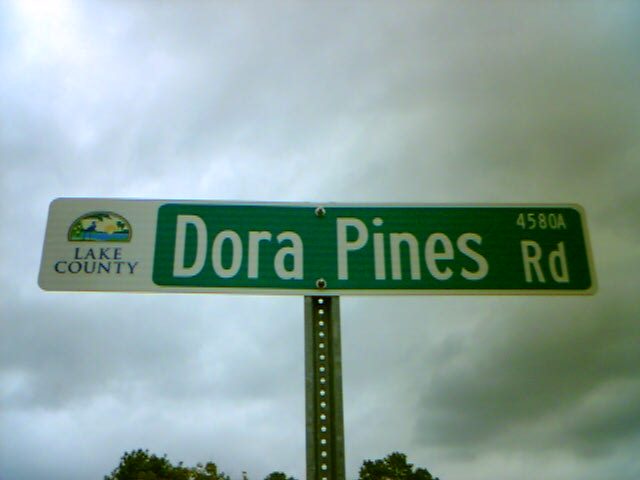 LAKE
COUNTY
Dora Pines Rd
4580A